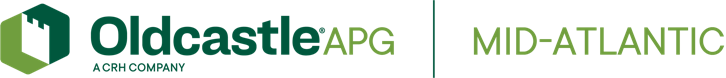 Oldcastle® APG | MID-ATLANTIC
A CRH COMPANY